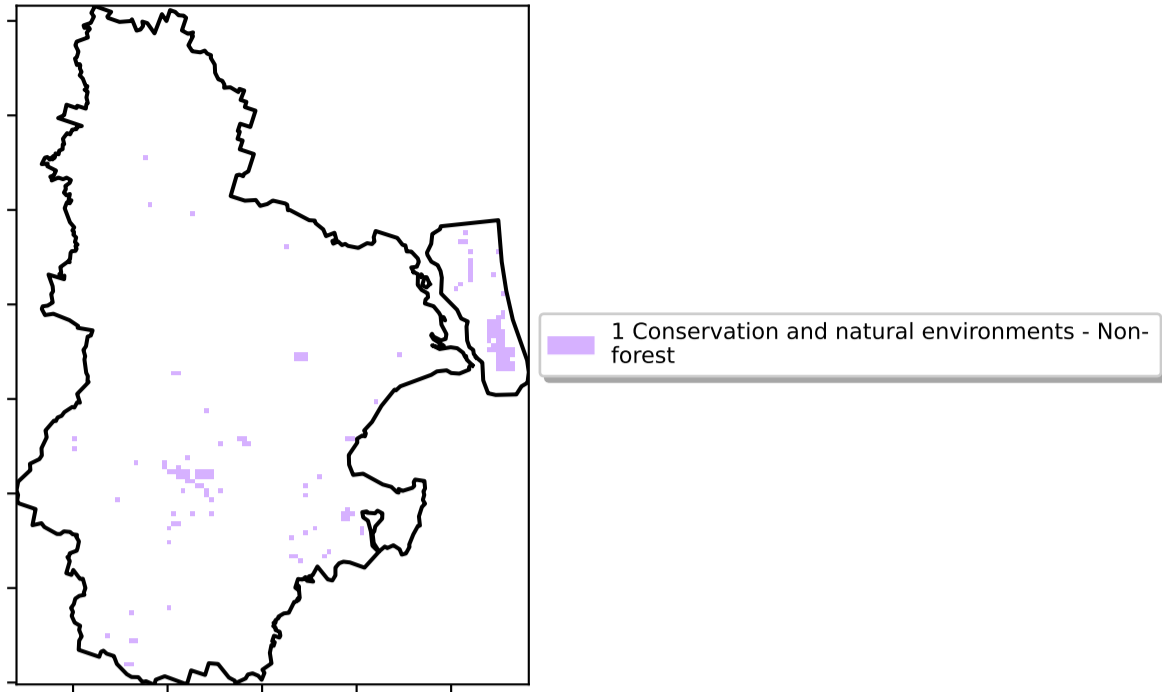 1 Conservation and natural environments - Non-
forest